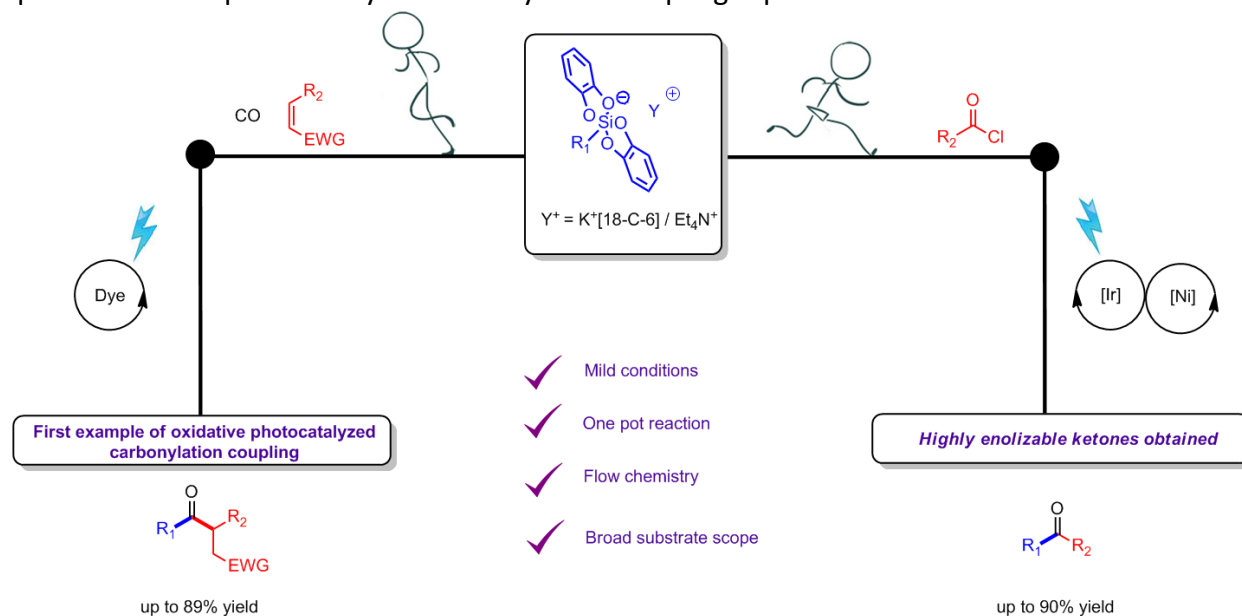 CO
R2
EWG
O⊖
O
Si
O
O
R1
Y ⊕
Y+ = K+[18-C-6] / Et4N+
O
R2
Cl
Dye
[Ir]
[Ni]
Mild conditions
One pot reaction
Flow chemistry
Broad substrate scope
First example of oxidative photocatalyzed
carbonylation coupling
O
R1
R2
EWG
up to 89% yield
Highly enolizable ketones obtained
O
R1
R2
up to 90% yield